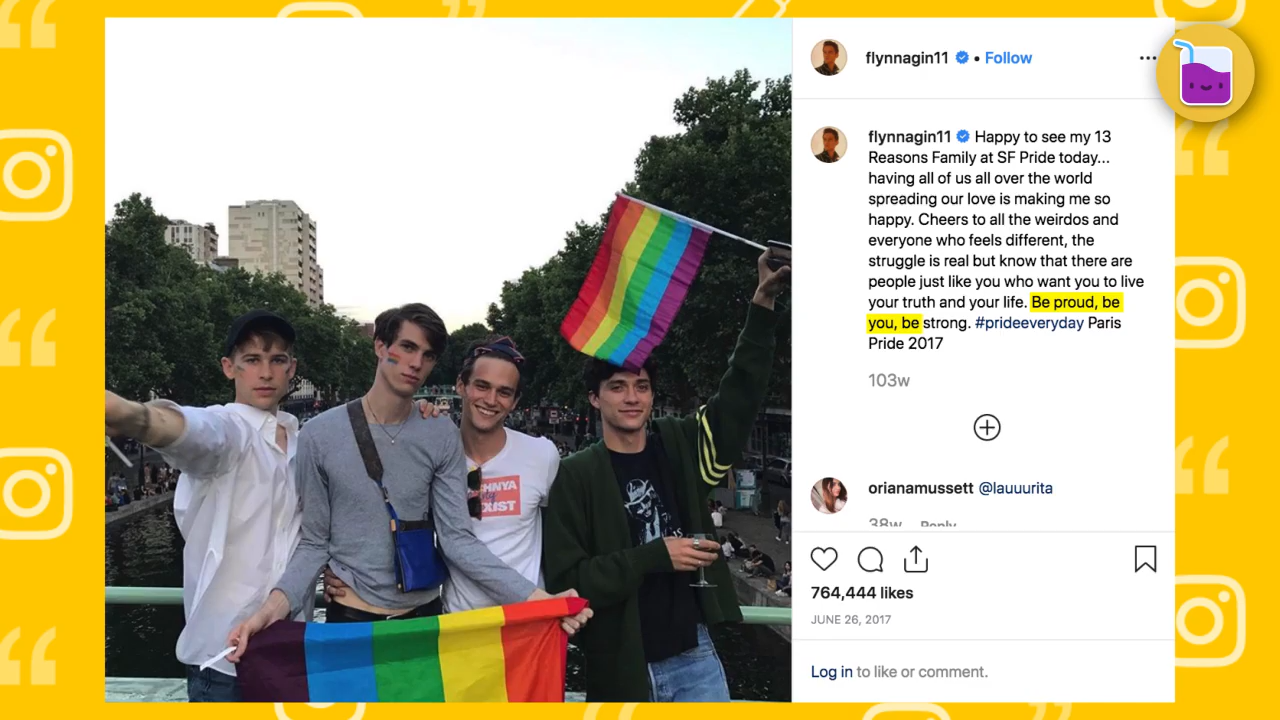 flynnagin11 • Follow
flynnagin11 Happy to see my 13
Reasons Family at SF Pride today...
having all of us all over the world
spreading our love is making me so
happy. Cheers to all the weirdos and
everyone who feels different, the
struggle is real but know that there are
people just like you who want you to live
your truth and your life. Be proud, be
you, be strong. #prideeveryday Paris
Pride 2017
103w
orianamussett @lauuurita
38w Reply
764,444 likes
JUNE 26, 2017
Log in to like or comment.